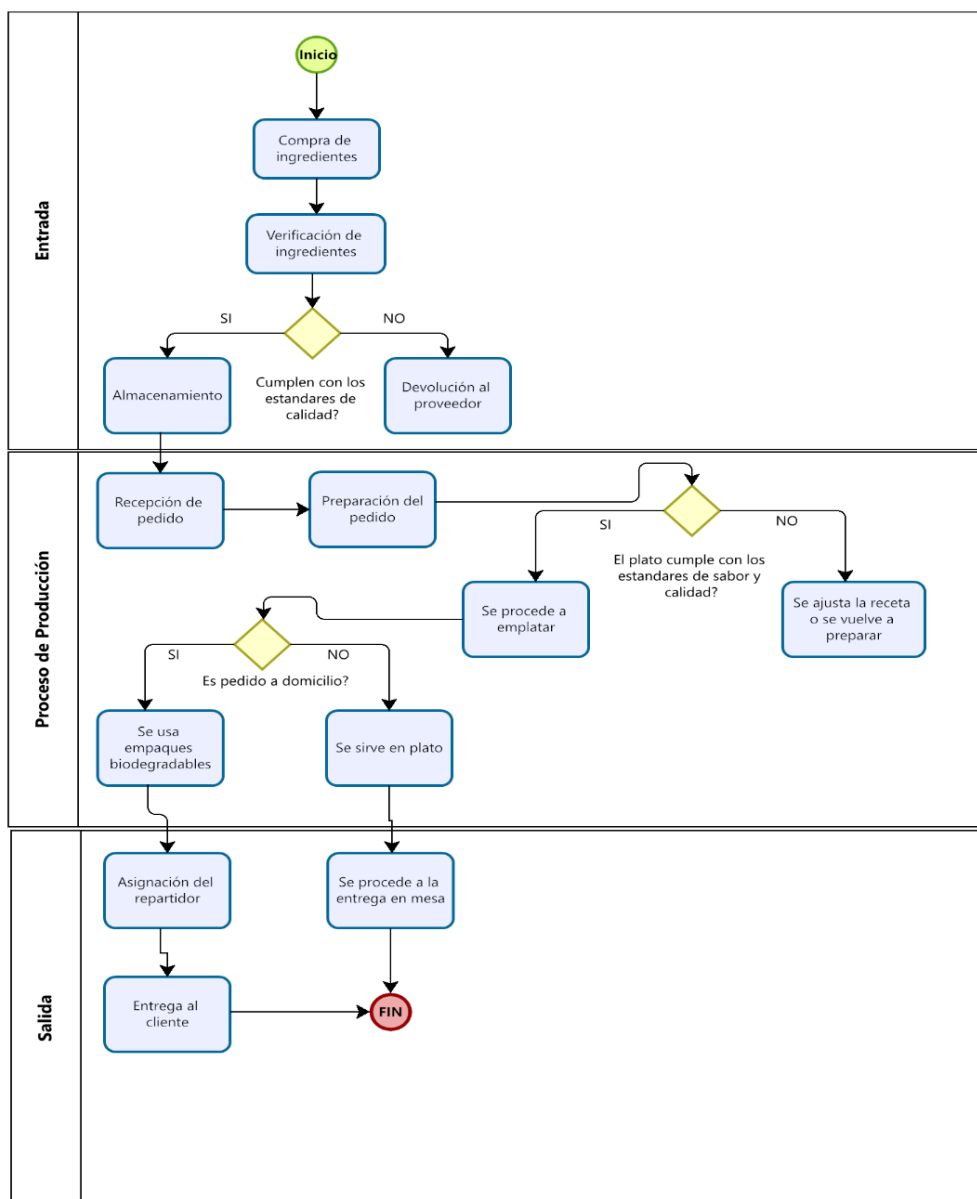 Entrada
Inicio
Compra de
ingredientes
Verificación de
ingredientes
SI
NO
Almacenamiento
Cumplen con los
estandares de
calidad?
Devolución al
proveedor
Proceso de Producción
Recepción de
pedido
Preparación del
pedido
SI
NO
El plato cumple con los
estandares de sabor y
calidad?
Se procede a
emplatar
Se ajusta la receta
o se vuelve a
preparar
SI
NO
Es pedido a domicilio?
Se usa
empaques
biodegradables
Se sirve en plato
Salida
Asignación del
repartidor
Se procede a la
entrega en mesa
Entrega al
cliente
FIN